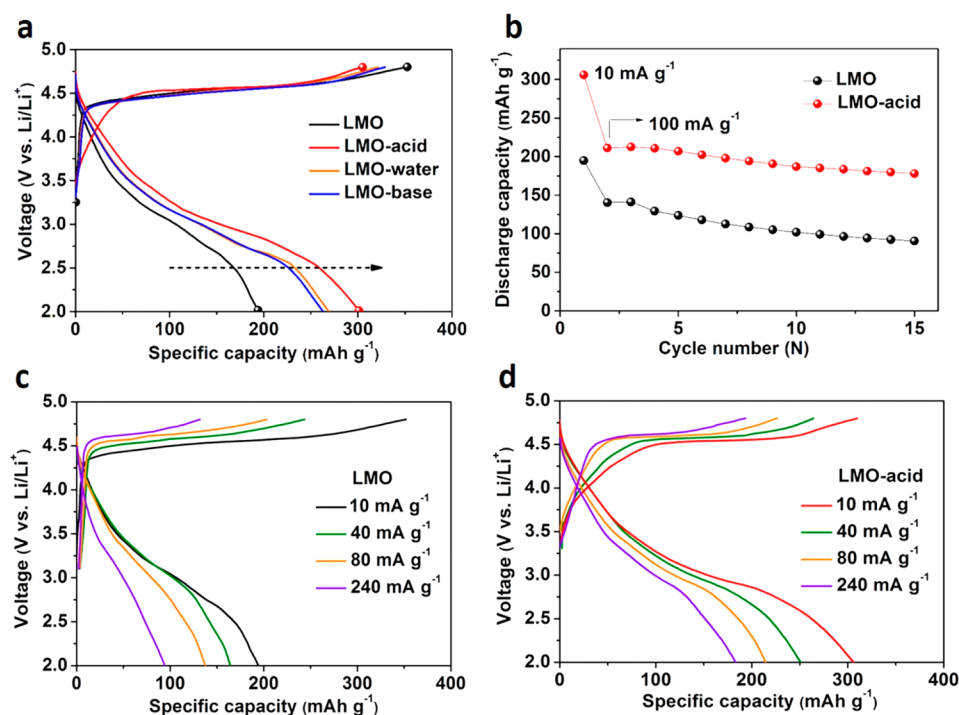 a
5.0
4.5
4.0
3.5
3.0
2.5
2.0
Voltage (V vs. Li/Li⁺)
LMO
LMO-acid
LMO-water
LMO-base
0 100 200 300 400
Specific capacity (mAh g⁻¹)
b
300
250
200
150
100
50
0
Discharge capacity (mAh g⁻¹)
10 mA g⁻¹
100 mA g⁻¹
LMO
LMO-acid
0 5 10 15
Cycle number (N)
c
5.0
4.5
4.0
3.5
3.0
2.5
2.0
Voltage (V vs. Li/Li⁺)
LMO
10 mA g⁻¹
40 mA g⁻¹
80 mA g⁻¹
240 mA g⁻¹
0 100 200 300 400
Specific capacity (mAh g⁻¹)
d
5.0
4.5
4.0
3.5
3.0
2.5
2.0
Voltage (V vs. Li/Li⁺)
LMO-acid
10 mA g⁻¹
40 mA g⁻¹
80 mA g⁻¹
240 mA g⁻¹
0 100 200 300 400
Specific capacity (mAh g⁻¹)